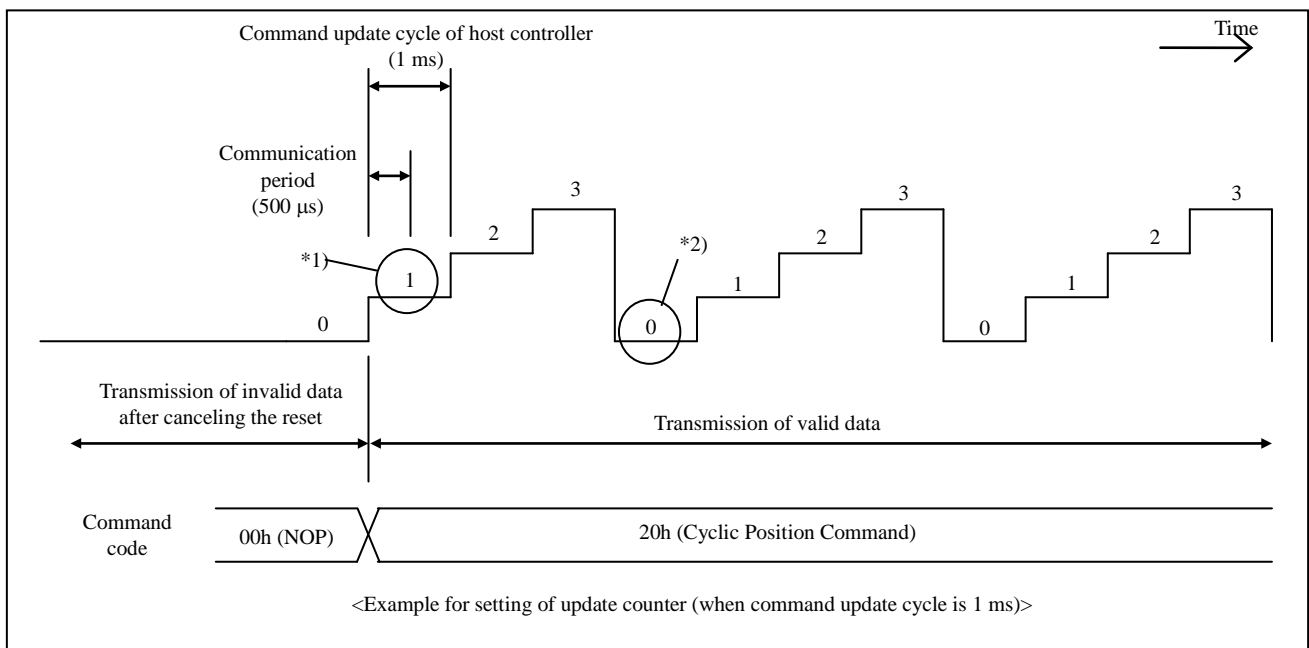 Command update cycle of host controller
(1 ms)
Time
Communication
period
(500 μs)
*1)
0
1
2
3
*2)
0
1
2
3
0
1
2
3
Transmission of invalid data
after canceling the reset
Transmission of valid data
Command
code
00h (NOP)
20h (Cyclic Position Command)
<Example for setting of update counter (when command update cycle is 1 ms)>